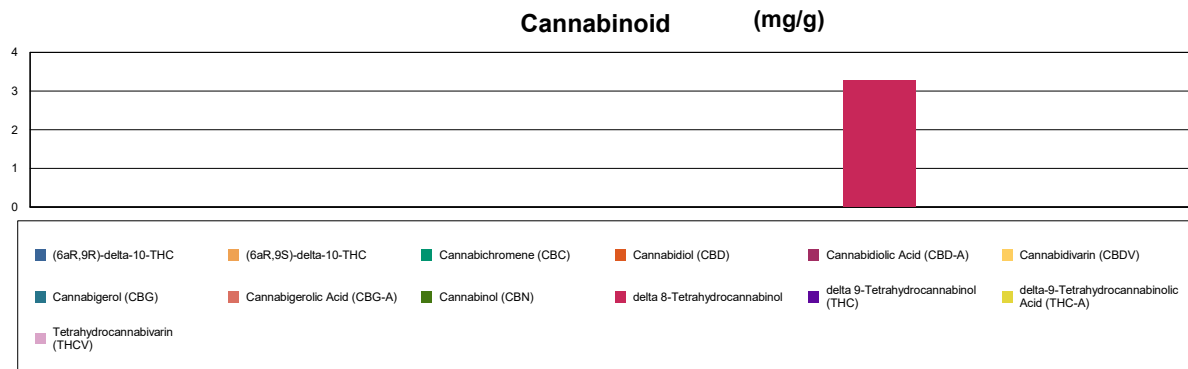 Cannabinoid (mg/g)
4
3
2
1
0
(6aR,9R)-delta-10-THC
(6aR,9S)-delta-10-THC
Cannabichromene (CBC)
Cannabidiol (CBD)
Cannabidiolic Acid (CBD-A)
Cannabidivarin (CBDV)
Cannabigerol (CBG)
Cannabigerolic Acid (CBG-A)
Cannabinol (CBN)
delta 8-Tetrahydrocannabinol
delta 9-Tetrahydrocannabinol
(THC)
delta-9-Tetrahydrocannabinolic
Acid (THC-A)
Tetrahydrocannabivarin
(THCV)